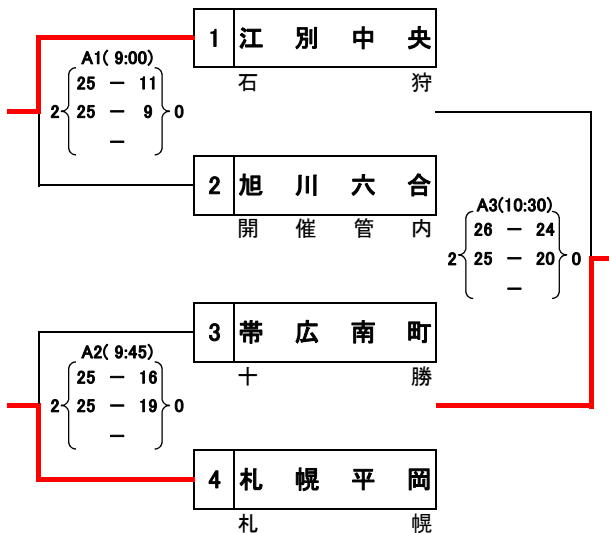 1 江別中央
石狩
A1( 9:00)
25 － 11
2 25 － 9 0
－
2 旭川六合
開催管内
A3(10:30)
26 － 24
2 25 － 20 0
－
3 帯広南町
十勝
A2( 9:45)
25 － 16
2 25 － 19 0
－
4 札幌平岡
札幌